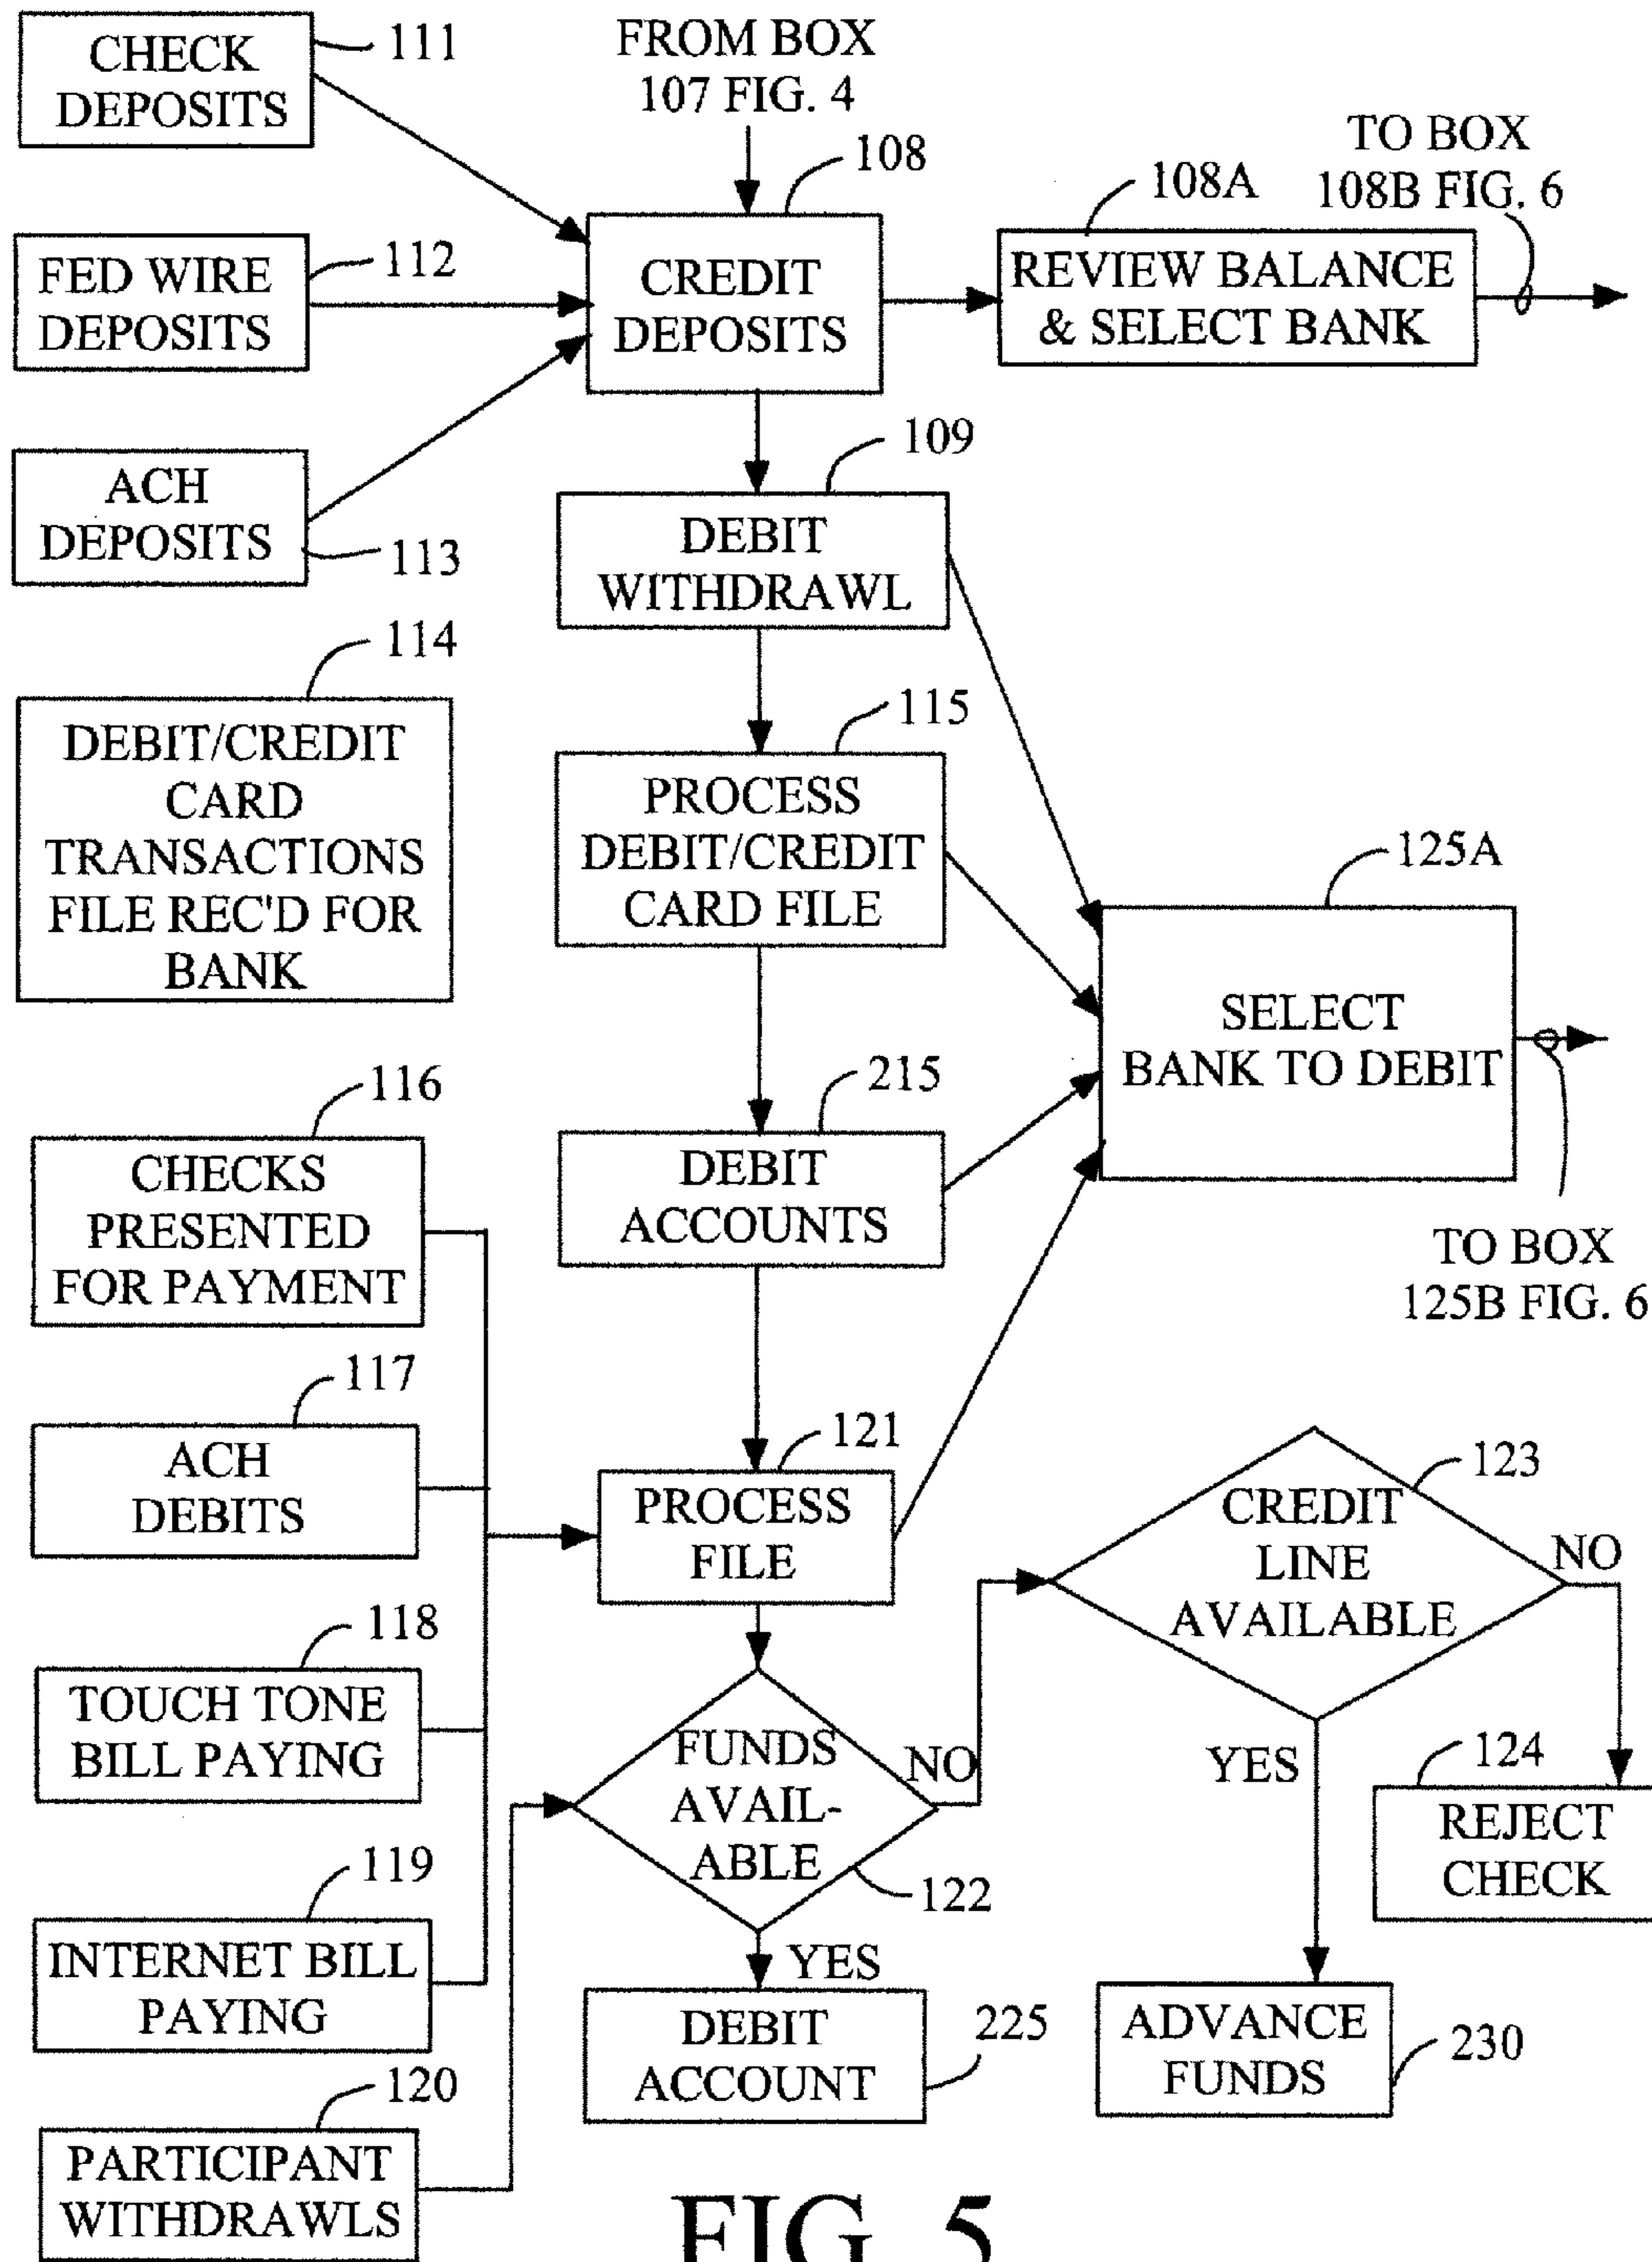 CHECK
DEPOSITS
111
FROM BOX
107 FIG. 4
108
TO BOX
108B FIG. 6
108A
FED WIRE
DEPOSITS
112
CREDIT
DEPOSITS
REVIEW BALANCE
& SELECT BANK
109
ACH
DEPOSITS
113
DEBIT
WITHDRAWL
114
DEBIT/CREDIT
CARD
TRANSACTIONS
FILE REC'D FOR
BANK
115
PROCESS
DEBIT/CREDIT
CARD FILE
125A
SELECT
BANK TO DEBIT
TO BOX
125B FIG. 6
116
CHECKS
PRESENTED
FOR PAYMENT
215
DEBIT
ACCOUNTS
117
ACH
DEBITS
121
PROCESS
FILE
123
CREDIT
LINE
AVAILABLE
NO
YES
118
TOUCH TONE
BILL PAYING
FUNDS
AVAIL-
ABLE
NO
122
YES
124
REJECT
CHECK
119
INTERNET BILL
PAYING
DEBIT
ACCOUNT
225
ADVANCE
FUNDS
230
120
PARTICIPANT
WITHDRAWLS
FIG. 5